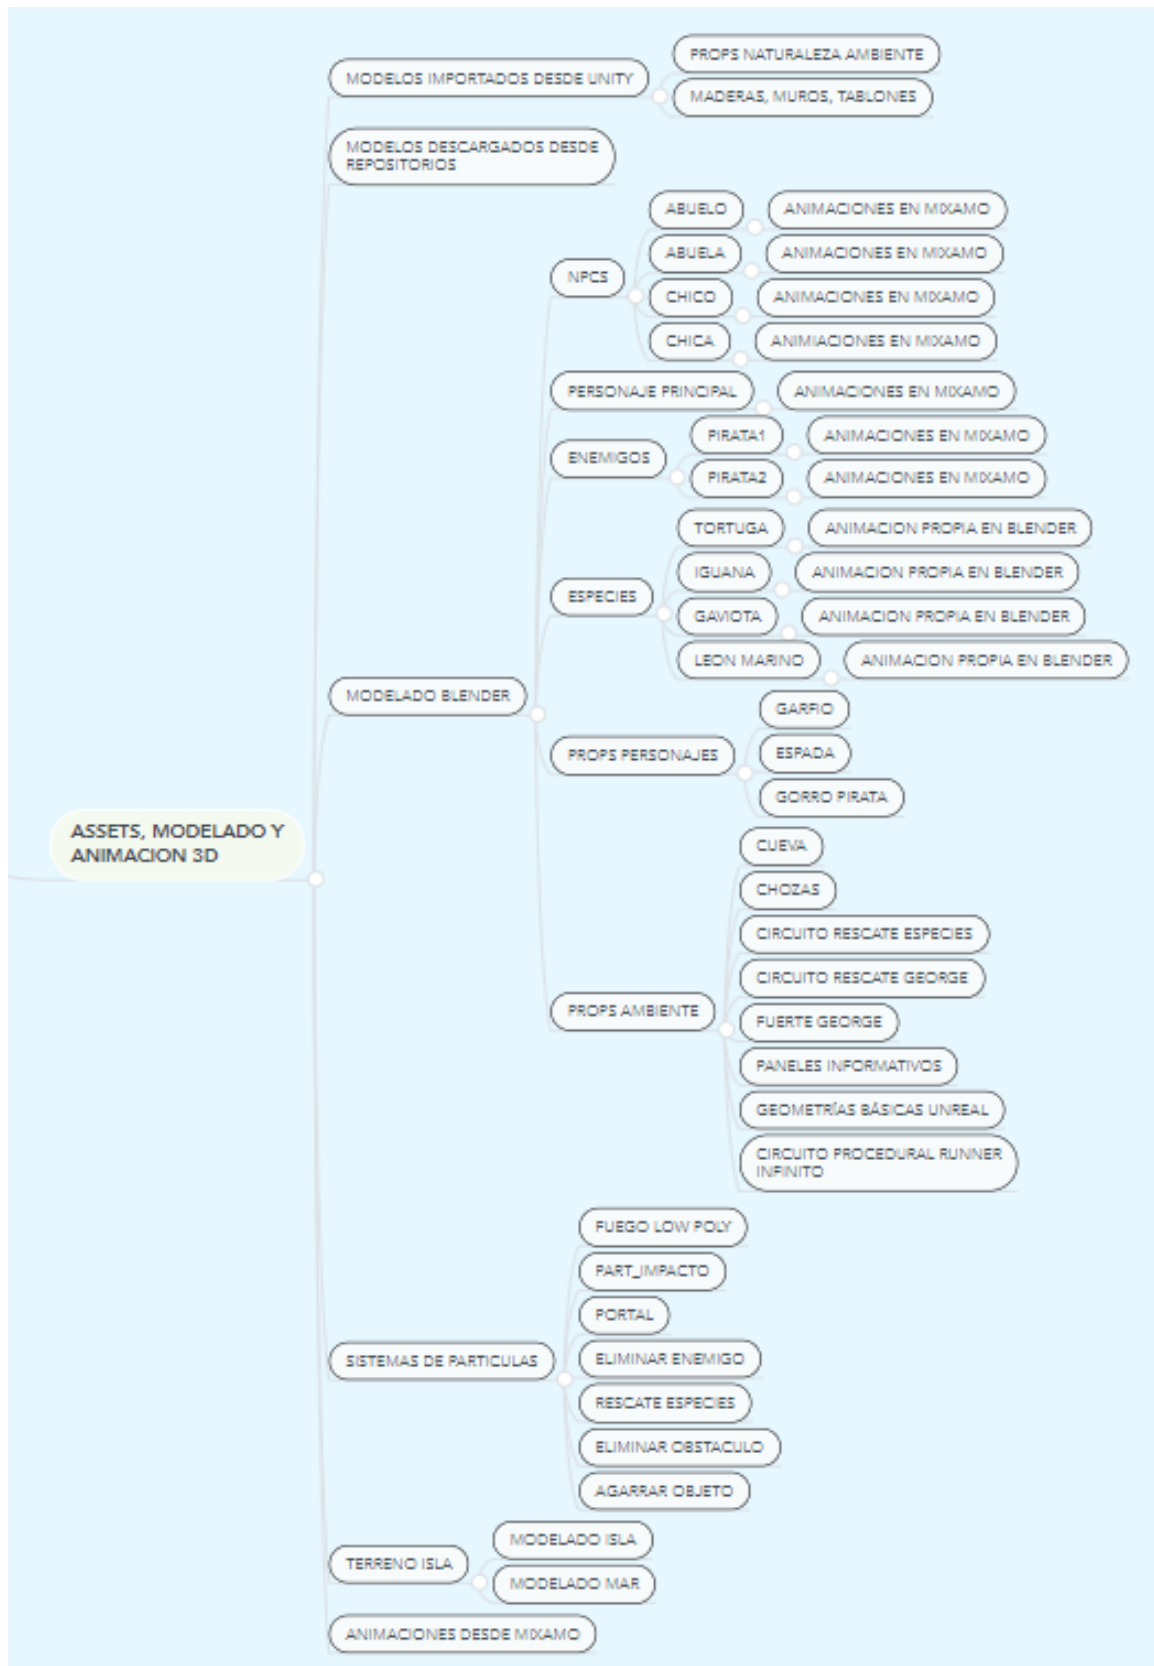 MODELOS IMPORTADOS DESDE UNITY
PROPS NATURALEZA AMBIENTE
MADERAS, MUROS, TABLONES
MODELOS DESCARGADOS DESDE
REPOSITORIOS
MODELADO BLENDER
NPCS
ABUELO
ANIMACIONES EN MIXAMO
ABUELA
ANIMACIONES EN MIXAMO
CHICO
ANIMACIONES EN MIXAMO
CHICA
ANIMIACIONES EN MIXAMO
PERSONAJE PRINCIPAL
ANIMACIONES EN MIXAMO
ENEMIGOS
PIRATA1
ANIMACIONES EN MIXAMO
PIRATA2
ANIMACIONES EN MIXAMO
ESPECIES
TORTUGA
ANIMACION PROPIA EN BLENDER
IGUANA
ANIMACION PROPIA EN BLENDER
GAVIOTA
ANIMACION PROPIA EN BLENDER
LEON MARINO
ANIMACION PROPIA EN BLENDER
PROPS PERSONAJES
GARFIO
ESPADA
GORRO PIRATA
ASSETS, MODELADO Y
ANIMACION 3D
PROPS AMBIENTE
CUEVA
CHOZAS
CIRCUITO RESCATE ESPECIES
CIRCUITO RESCATE GEORGE
FUERTE GEORGE
PANELES INFORMATIVOS
GEOMETRÍAS BÁSICAS UNREAL
CIRCUITO PROCEDURAL RUNNER
INFINITO
SISTEMAS DE PARTICULAS
FUEGO LOW POLY
PART_IMPACTO
PORTAL
ELIMINAR ENEMIGO
RESCATE ESPECIES
ELIMINAR OBSTACULO
AGARRAR OBJETO
TERRENO ISLA
MODELADO ISLA
MODELADO MAR
ANIMACIONES DESDE MIXAMO